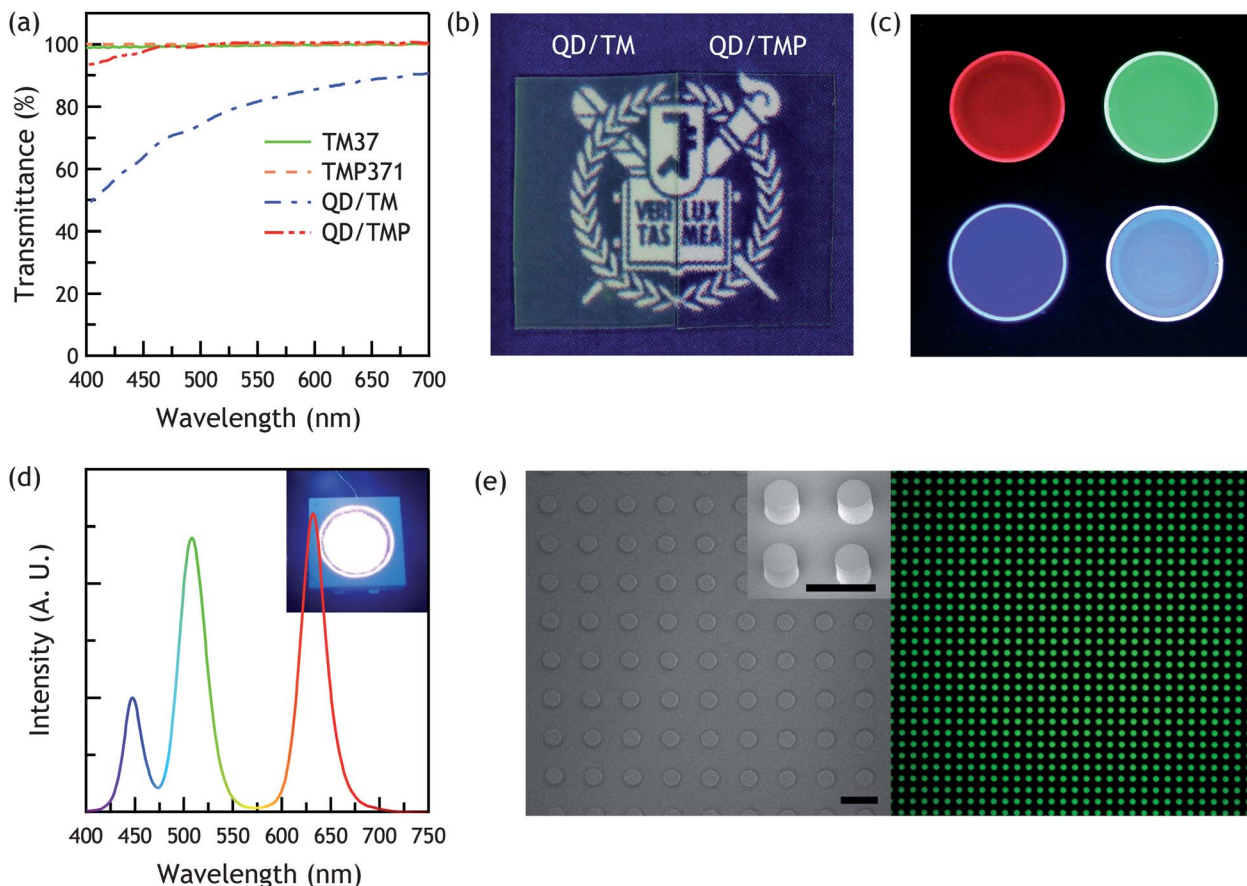 (a)
100
80
60
40
20
0
Transmittance (%)
TM37
TMP371
QD/TM
QD/TMP
400 450 500 550 600 650 700
Wavelength (nm)
(b)
QD/TM QD/TMP
VERI LUX
TAS MEA
(c)
(d)
Intensity (A. U.)
400 450 500 550 600 650 700 750
Wavelength (nm)
(e)